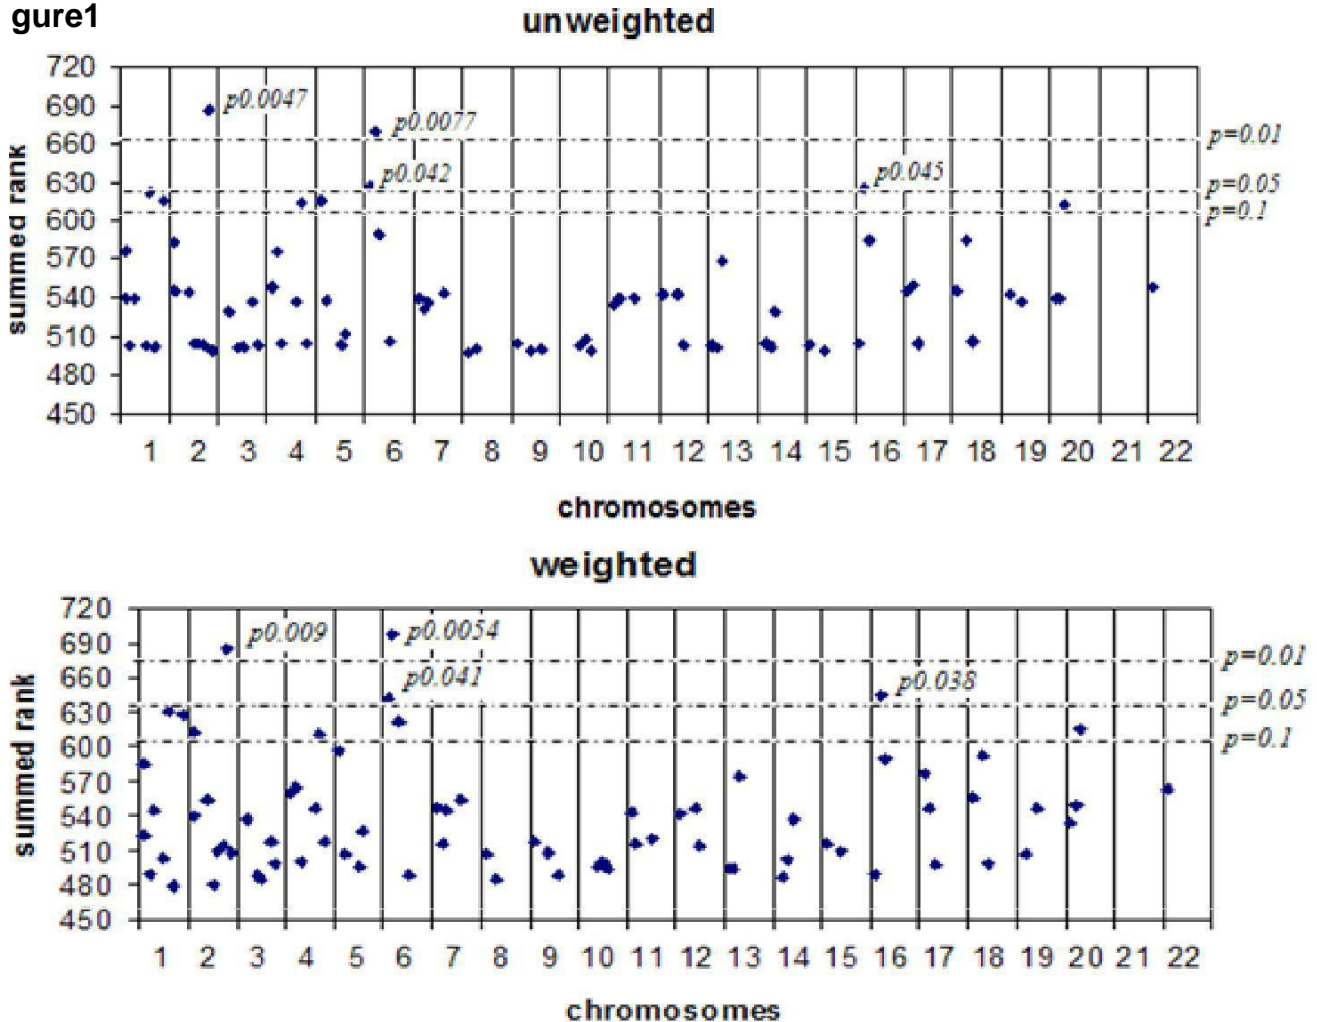 gure1
unweighted
720
690
660
630
600
570
540
510
480
450
summed rank
p0.0047
p0.0077
p0.042
p0.045
p=0.01
p=0.05
p=0.1
1 2 3 4 5 6 7 8 9 10 11 12 13 14 15 16 17 18 19 20 21 22
chromosomes
weighted
720
690
660
630
600
570
540
510
480
450
summed rank
p0.009
p0.0054
p0.041
p0.038
p=0.01
p=0.05
p=0.1
1 2 3 4 5 6 7 8 9 10 11 12 13 14 15 16 17 18 19 20 21 22
chromosomes